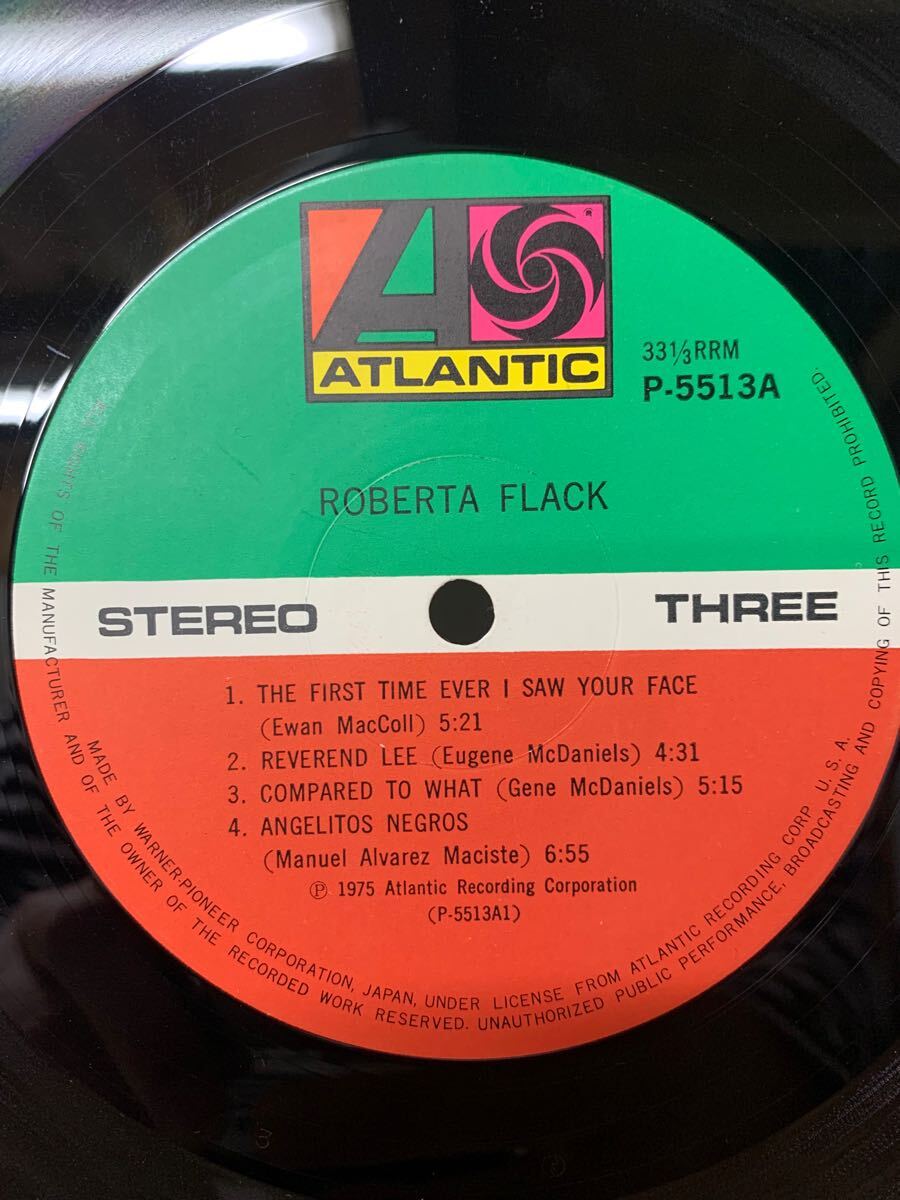 ATLANTIC
®
33⅓RRM
P-5513A
ROBERTA FLACK
STEREO
THREE
1. THE FIRST TIME EVER I SAW YOUR FACE
(Ewan MacColl) 5:21
2. REVEREND LEE (Eugene McDaniels) 4:31
3. COMPARED TO WHAT (Gene McDaniels) 5:15
4. ANGELITOS NEGROS
(Manuel Alvarez Maciste) 6:55
Ⓟ 1975 Atlantic Recording Corporation
(P-5513A1)
MADE BY WARNER-PIONEER CORPORATION, JAPAN, UNDER LICENSE FROM ATLANTIC RECORDING CORP. U. S. A.
ALL RIGHTS OF THE MANUFACTURER AND OF THE OWNER OF THE RECORDED WORK RESERVED. UNAUTHORIZED PUBLIC PERFORMANCE, BROADCASTING AND COPYING OF THIS RECORD PROHIBITED.
3
Ⓟ